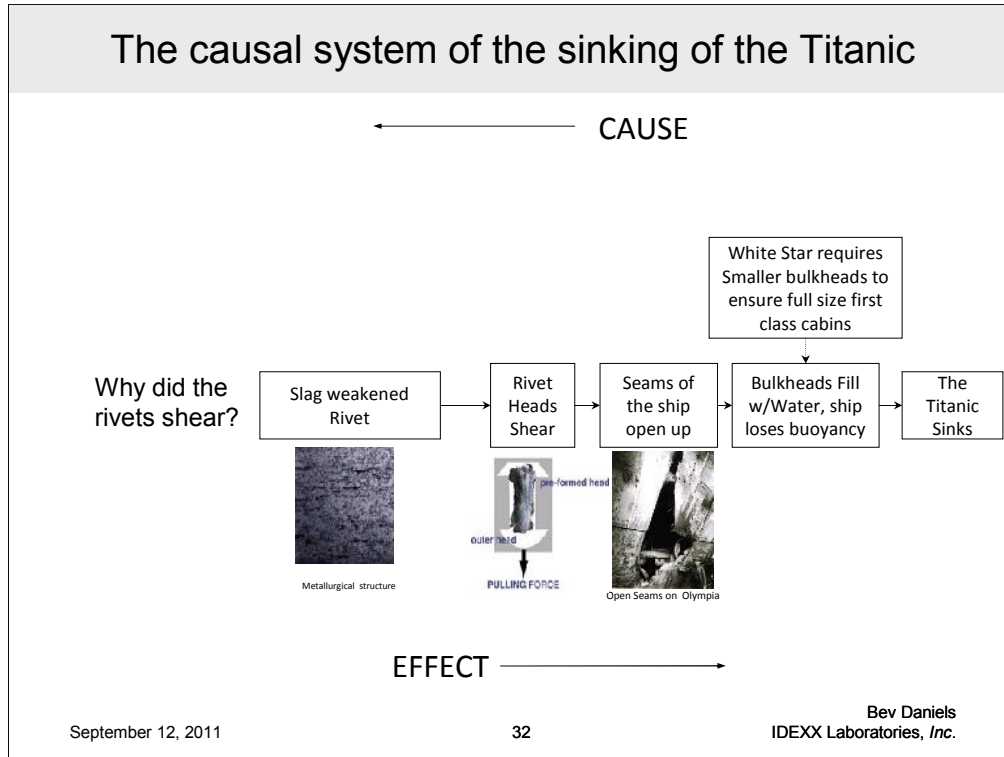 The causal system of the sinking of the Titanic
CAUSE
White Star requires
Smaller bulkheads to
ensure full size first
class cabins
Why did the
rivets shear?
Slag weakened
Rivet
Rivet
Heads
Shear
Seams of
the ship
open up
Bulkheads Fill
w/Water, ship
loses buoyancy
The
Titanic
Sinks
pre-formed head
outer head
PULLING FORCE
Metallurgical structure
Open Seams on Olympia
EFFECT
September 12, 2011
32
Bev Daniels
IDEXX Laboratories, Inc.